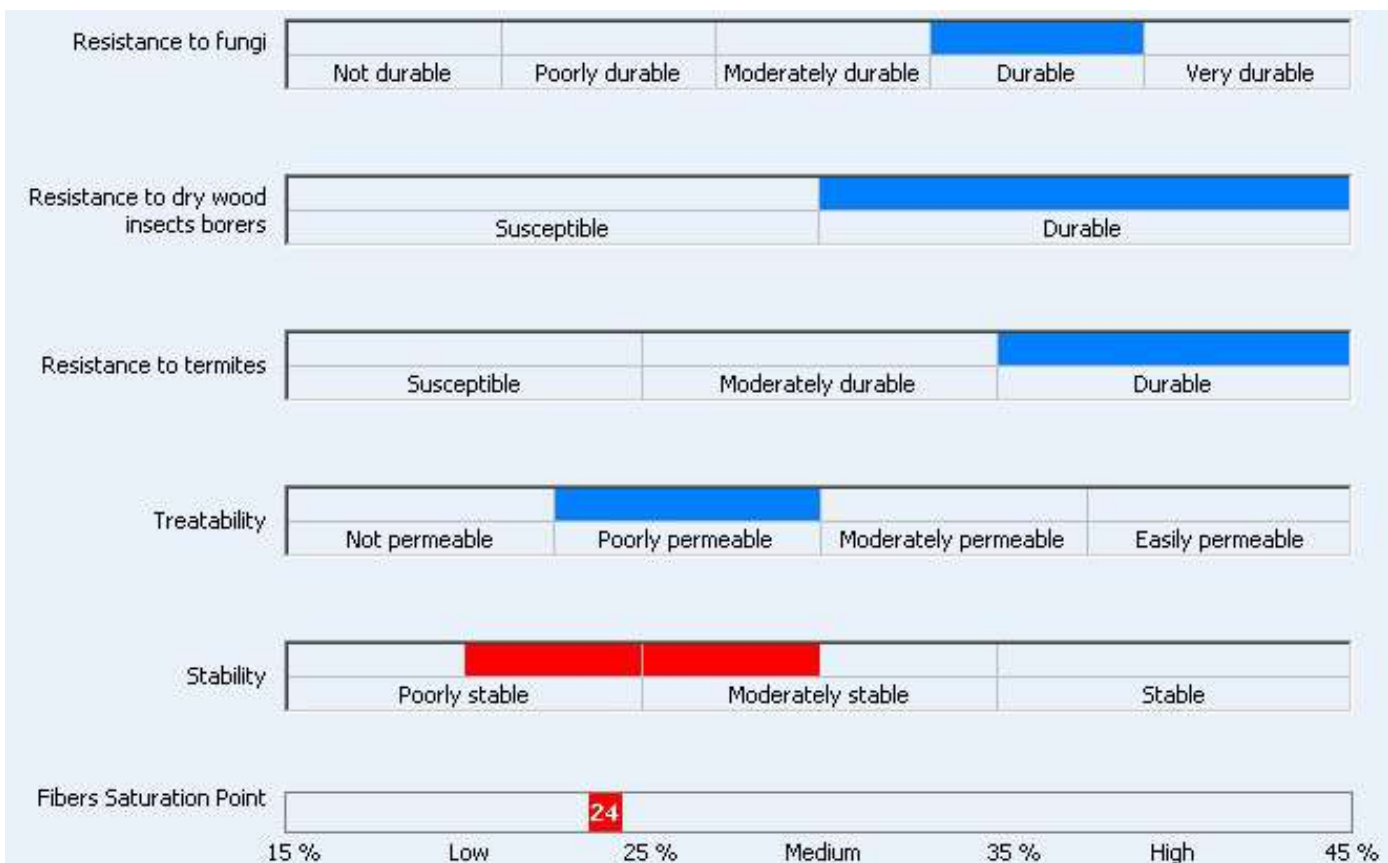 Resistance to fungi
Not durable Poorly durable Moderately durable Durable Very durable
Resistance to dry wood
insects borers
Susceptible Durable
Resistance to termites
Susceptible Moderately durable Durable
Treatability
Not permeable Poorly permeable Moderately permeable Easily permeable
Stability
Poorly stable Moderately stable Stable
Fibers Saturation Point
24
15 % Low 25 % Medium 35 % High 45 %